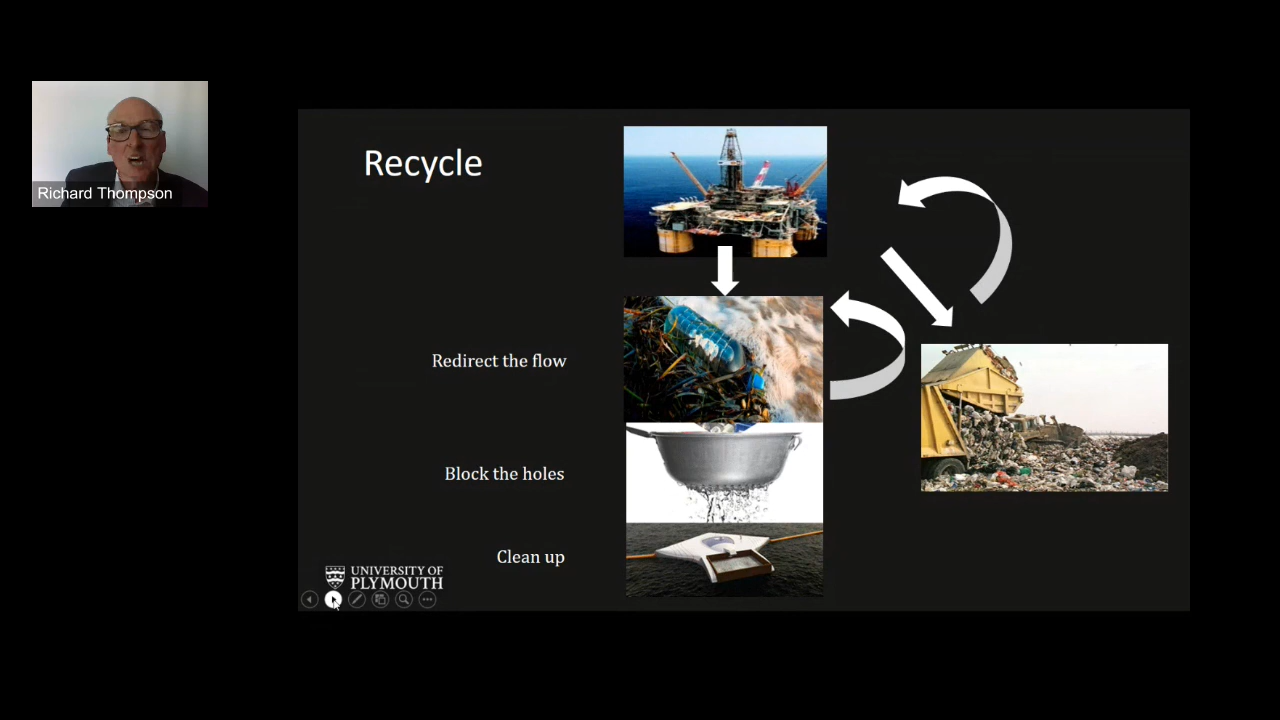 Richard Thompson
Recycle
Redirect the flow
Block the holes
Clean up
UNIVERSITY OF
PLYMOUTH